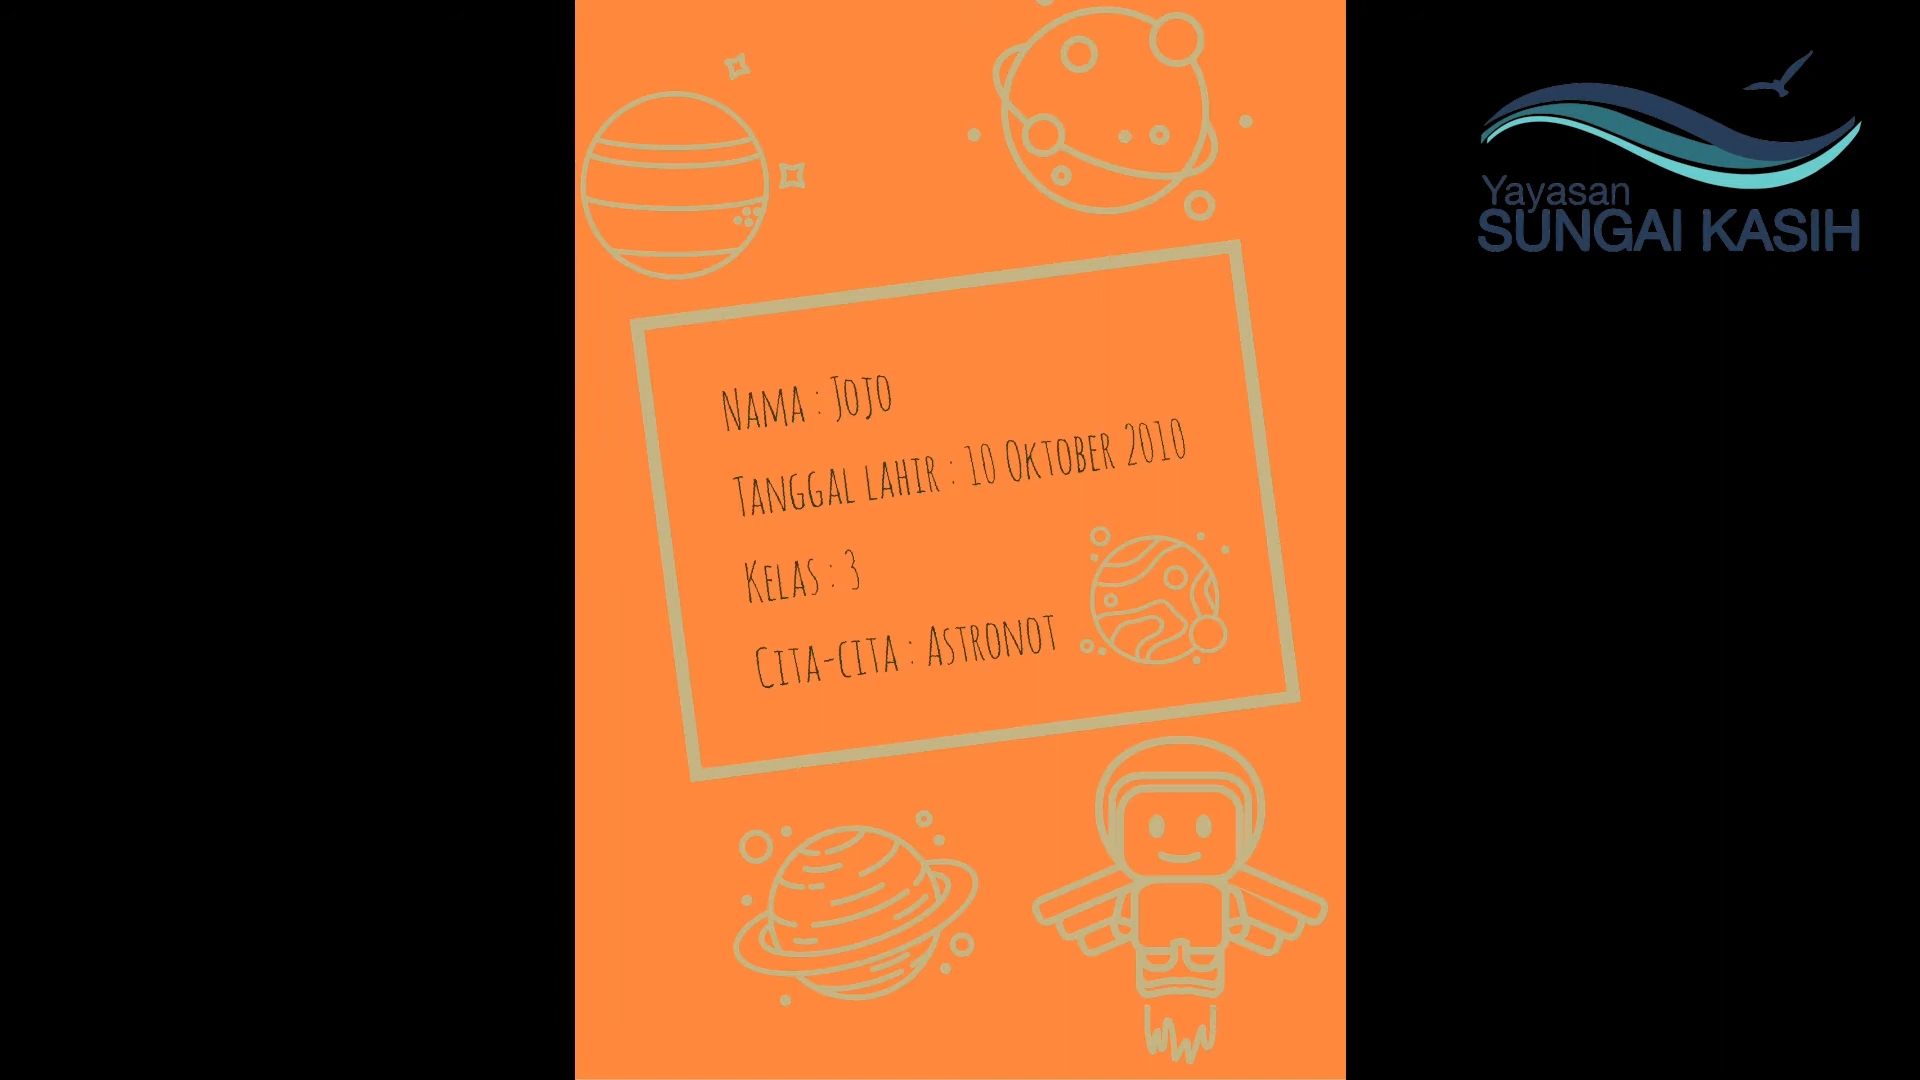 Yayasan
SUNGAI KASIH
Nama : Jojo
Tanggal lahir : 10 Oktober 2010
Kelas : 3
Cita-cita : Astronot